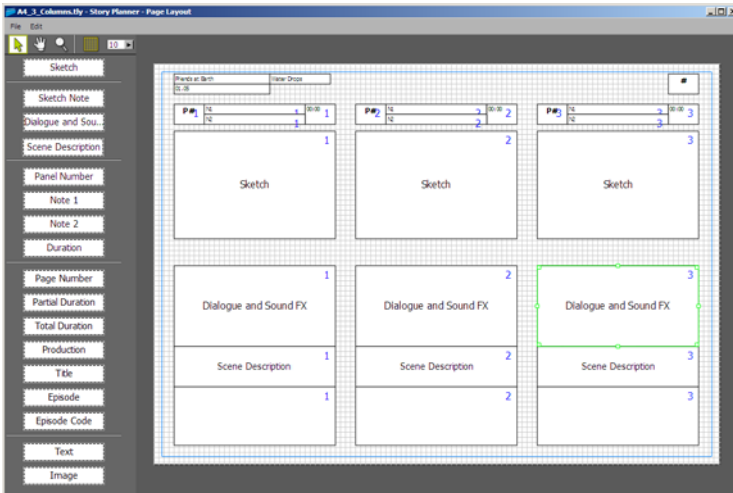 A4_3_Columns.tly - Story Planner - Page Layout
File Edit
10
Sketch
Sketch Note
Dialogue and Sou...
Scene Description
Panel Number
Note 1
Note 2
Duration
Page Number
Partial Duration
Total Duration
Production
Title
Episode
Episode Code
Text
Image
Friends at Earth Water Drops
01-05
#
P#1 N1 1 00:00 1
N2 1
P#2 N1 2 00:00 2
N2 2
P#3 N1 3 00:00 3
N2 3
1 2 3
Sketch Sketch Sketch
1 2 3
Dialogue and Sound FX Dialogue and Sound FX Dialogue and Sound FX
1 2 3
Scene Description Scene Description Scene Description
1 2 3